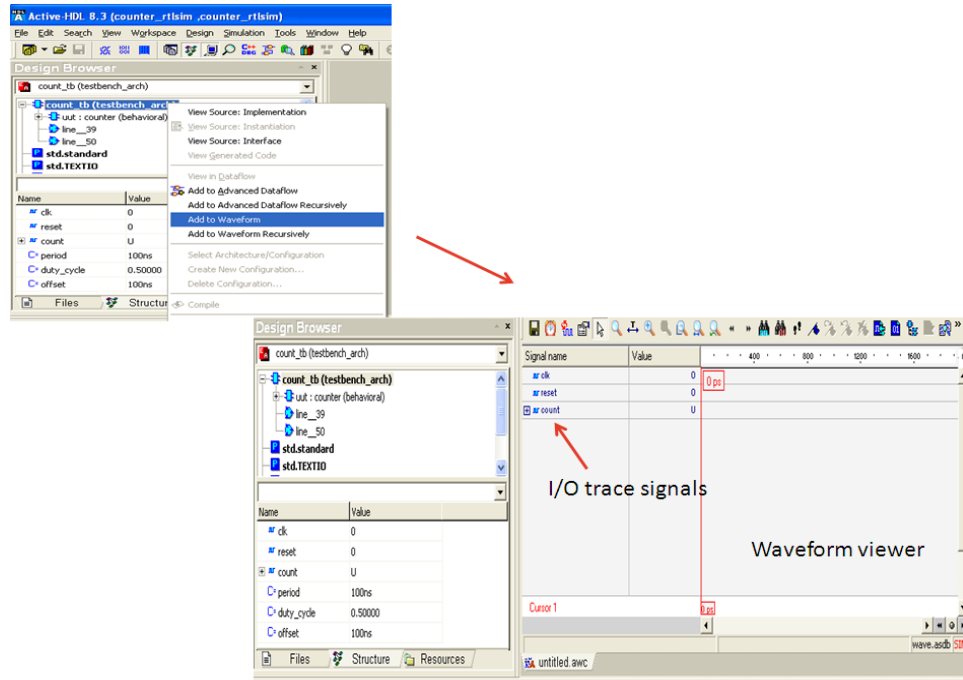 Active-HDL 8.3 (counter_rtlsim ,counter_rtlsim)
File Edit Search View Workspace Design Simulation Tools Window Help
Design Browser
count_tb (testbench_arch)
count_tb (testbench_arc
uut : counter (behavioral)
line__39
line__50
std.standard
std.TEXTIO
Name Value
clk 0
reset 0
count U
period 100ns
duty_cycle 0.50000
offset 100ns
Files Structur
View Source: Implementation
View Source: Instantiation
View Source: Interface
View Generated Code
View in Dataflow
Add to Advanced Dataflow
Add to Advanced Dataflow Recursively
Add to Waveform
Add to Waveform Recursively
Select Architecture/Configuration
Create New Configuration...
Delete Configuration...
Compile
Design Browser
count_tb (testbench_arch)
count_tb (testbench_arch)
uut : counter (behavioral)
line__39
line__50
std.standard
std.TEXTIO
Name Value
clk 0
reset 0
count U
period 100ns
duty_cycle 0.50000
offset 100ns
Files Structure Resources
Signal name Value 400 800 1200 1600
clk 0
0 ps
reset 0
count U
I/O trace signals
Waveform viewer
Cursor 1 0 ps
wave.asdb
untitled.awc